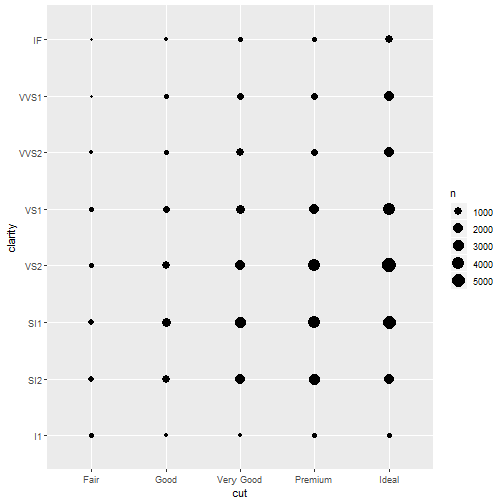 IF
VVS1
VVS2
VS1
VS2
SI1
SI2
I1
clarity
Fair Good Very Good Premium Ideal
cut
n
1000
2000
3000
4000
5000